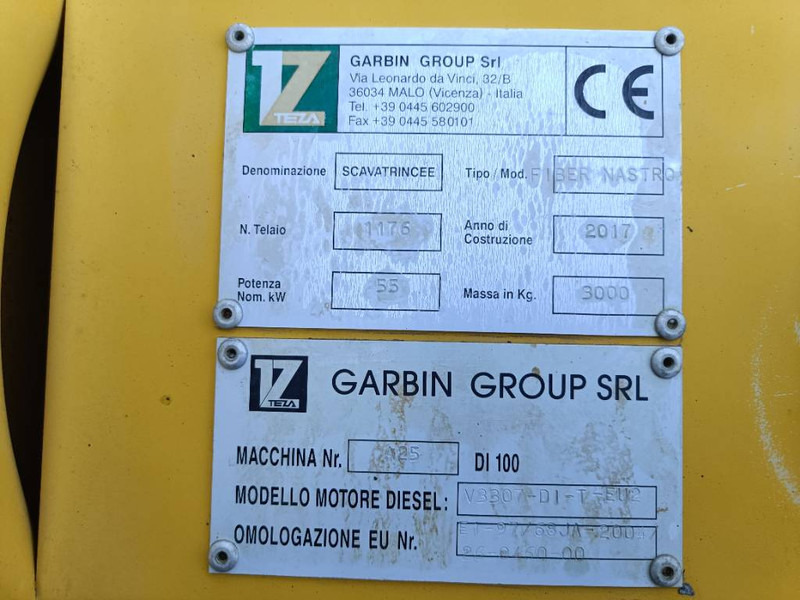 TEZA
GARBIN GROUP Srl
Via Leonardo da Vinci, 32/B
36034 MALO (Vicenza) - Italia
Tel. +39 0445 602900
Fax +39 0445 580101
CE
Denominazione SCAVATRINCEE Tipo / Mod. FIBER NASTRO
N. Telaio 1176 Anno di Costruzione 2017
Potenza Nom. kW 55 Massa in Kg. 3000
TEZA GARBIN GROUP SRL
MACCHINA Nr. A25 DI 100
MODELLO MOTORE DIESEL: V3307-DI-T-EU2
OMOLOGAZIONE EU Nr.